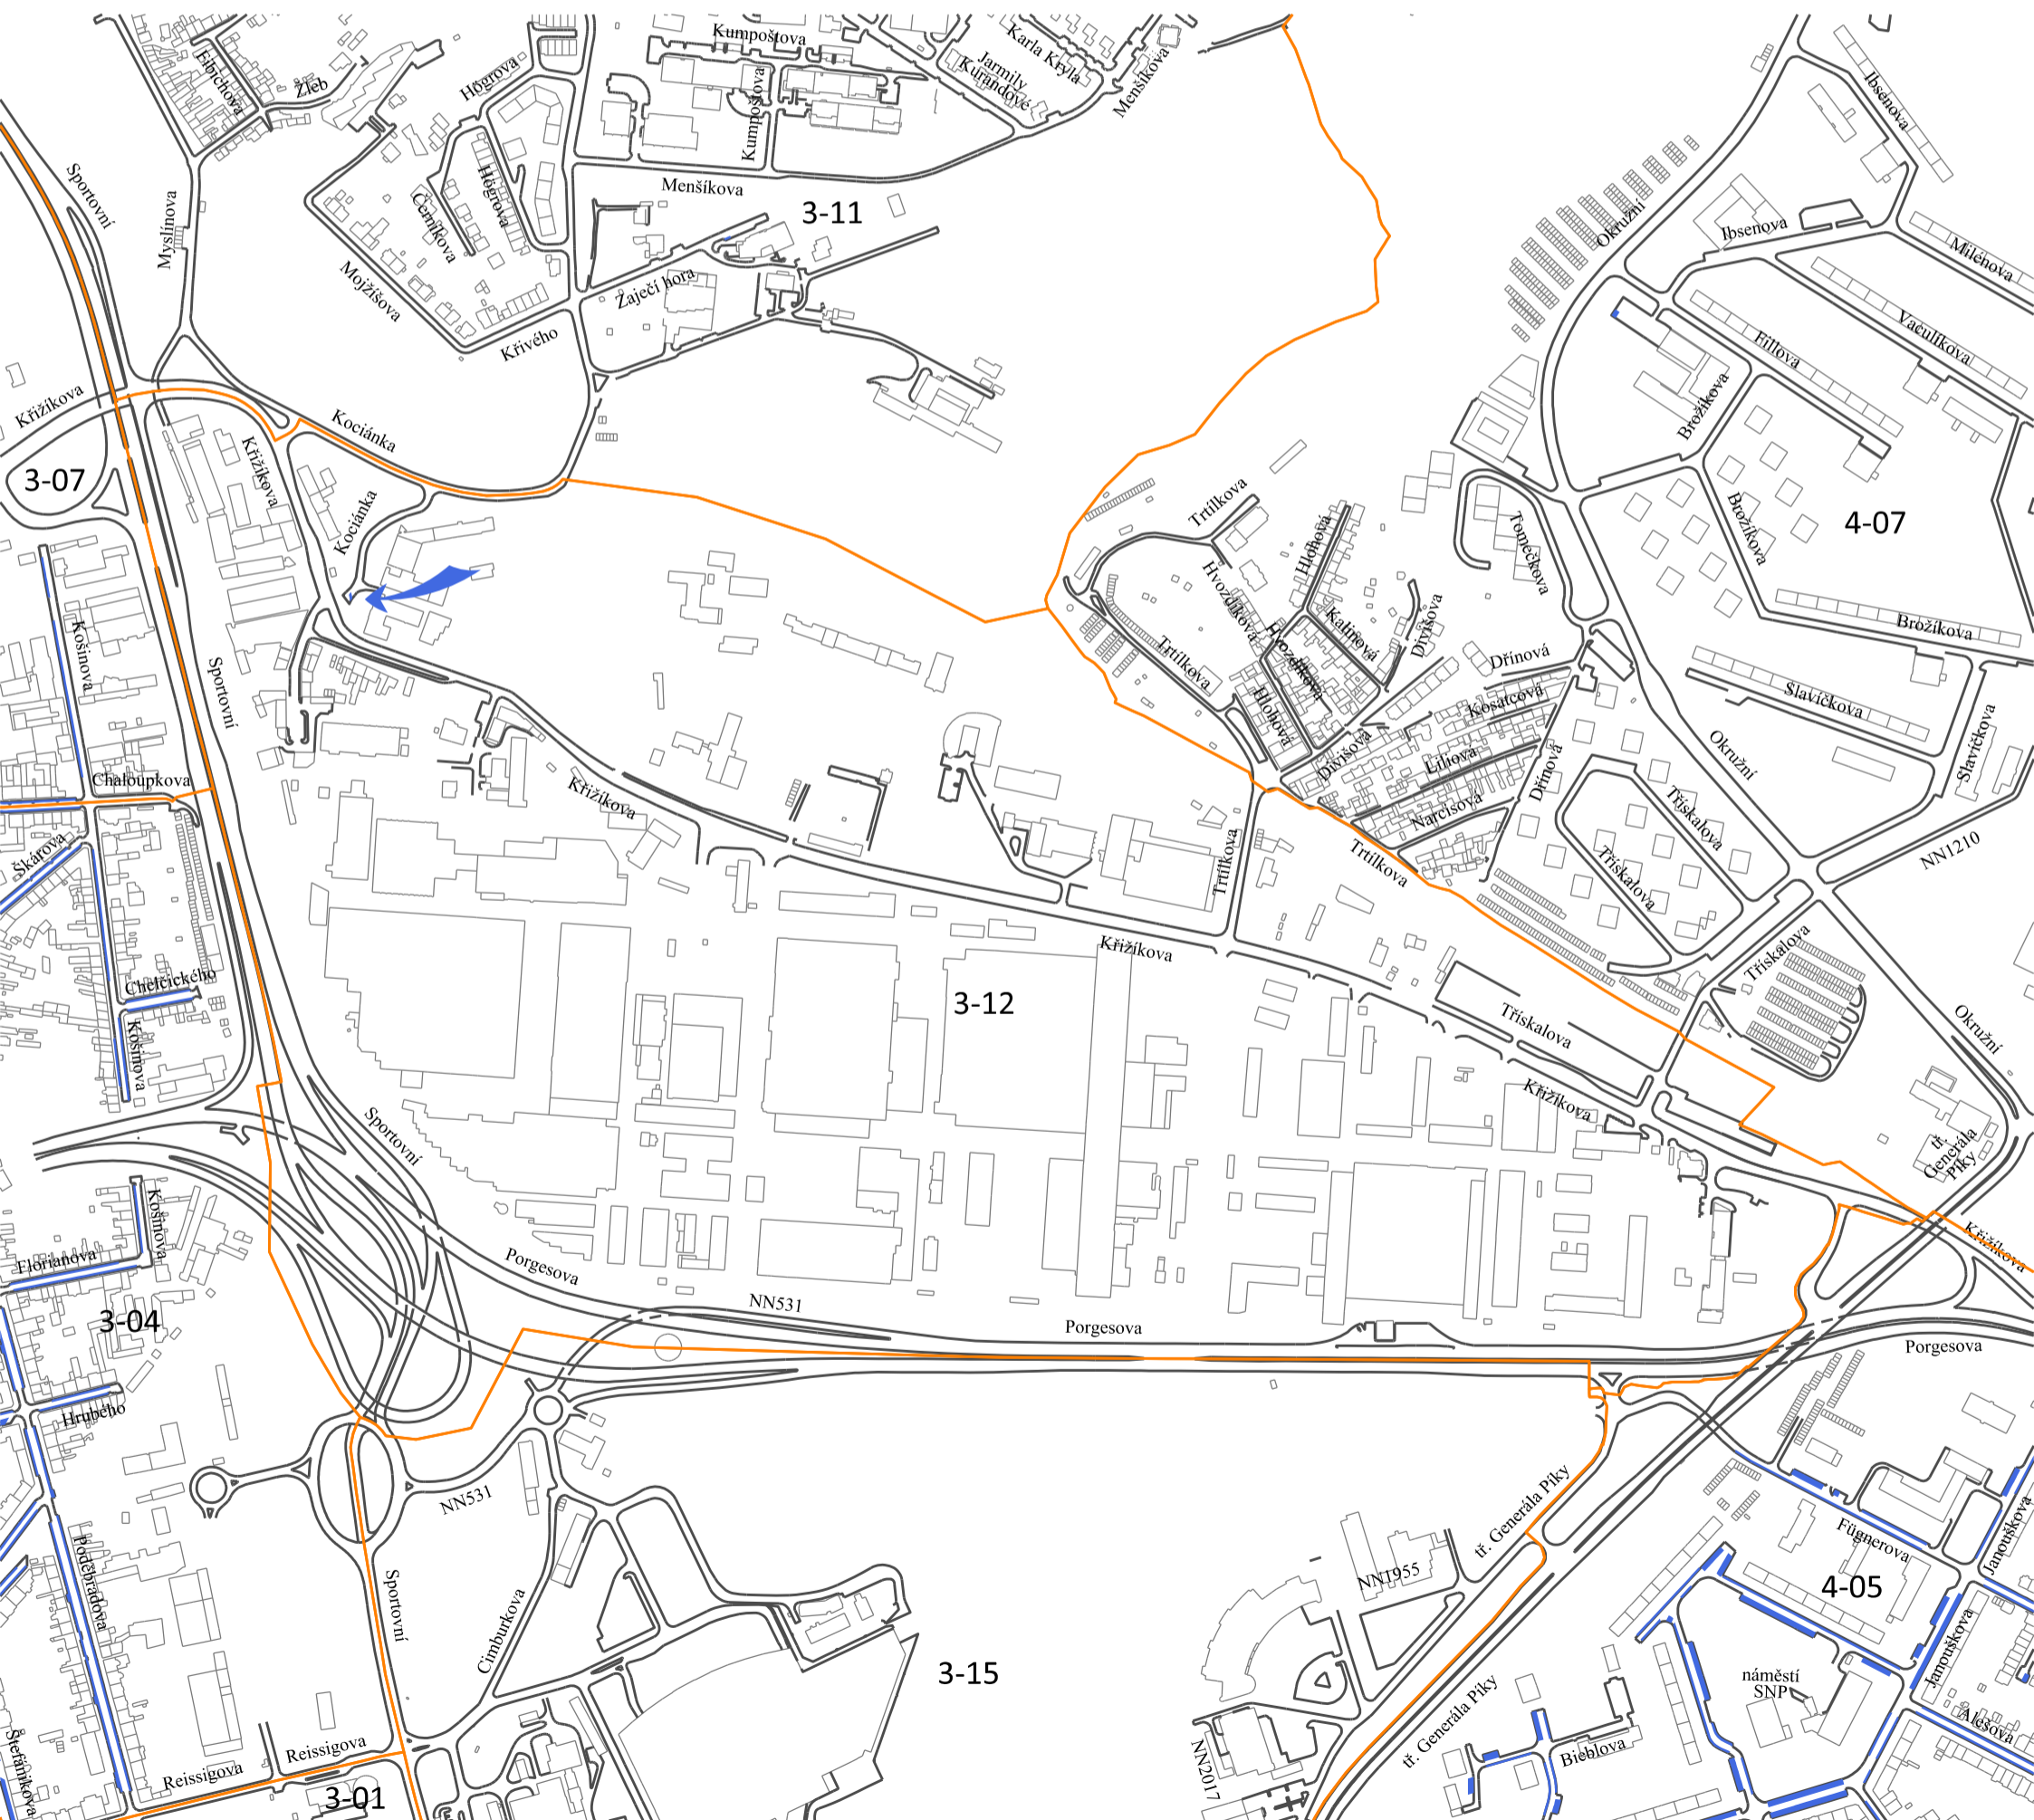 Kumpoštova
Karla Kryla
Jarmily
Kurandové
Menšíkova
Elbichova
Žleb
Högrova
Kumpoštova
Ibsenova
Sportovní
Myslínova
Högrova
Černíkova
Menšíkova
3-11
Okružní
Ibsenova
Milénova
Mojžíšova
Zaječí hora
Křivého
Vaculíkova
Fillova
Brožíkova
Křižíkova
Kociánka
Křižíkova
3-07
Kociánka
Trtílkova
Hlohová
Tomečkova
Brožíkova
4-07
Hvozdíkova
Kalinová
Divišova
Brožíkova
Košinova
Hvozdíkova
Trtílkova
Dřínová
Sportovní
Hlohová
Kosatcová
Slavíčkova
Slavíčkova
Divišova
Liliová
Dřínová
Okružní
Chaloupkova
Křižíkova
Narcisová
Třískalova
Škárova
Trtílkova
Trtílkova
Třískalova
NN1210
Křižíkova
Třískalova
Chelčického
3-12
Třískalova
Okružní
Košinova
Křižíkova
Sportovní
tř.
Generála
Píky
Košinova
Florianova
Porgesova
Křižíkova
3-04
NN531
Porgesova
Porgesova
Hrubého
NN531
tř. Generála Píky
Fügnerova
Janouškova
Poděbradova
Sportovní
NN1955
4-05
Cimburkova
Janouškova
3-15
náměstí
SNP
tř. Generála Píky
Alešova
Štefánikova
Reissigova
Reissigova
NN2017
Bieblova
3-01